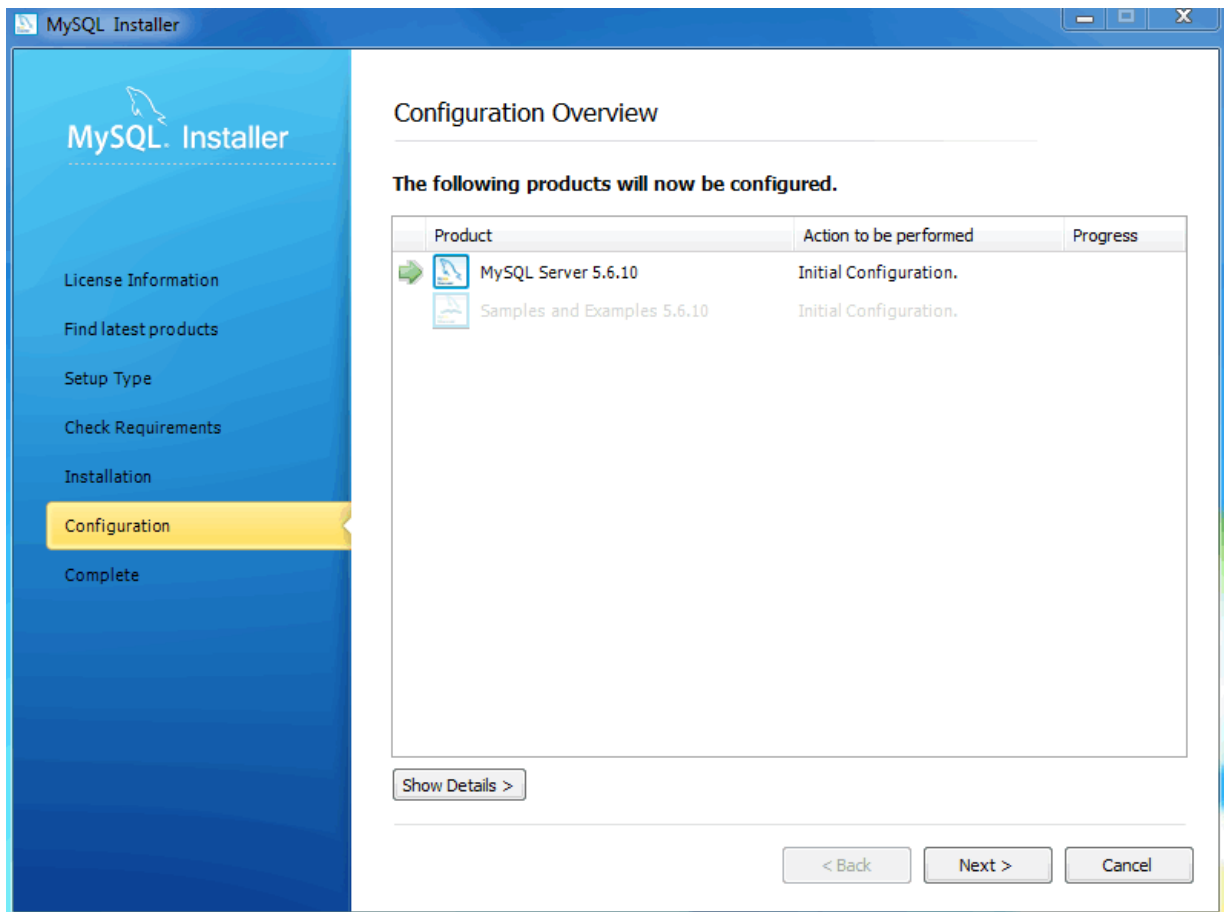 MySQL Installer
MySQL. Installer
License Information
Find latest products
Setup Type
Check Requirements
Installation
Configuration
Complete
Configuration Overview
The following products will now be configured.
Product Action to be performed Progress
MySQL Server 5.6.10 Initial Configuration.
Samples and Examples 5.6.10 Initial Configuration.
Show Details >
< Back Next > Cancel